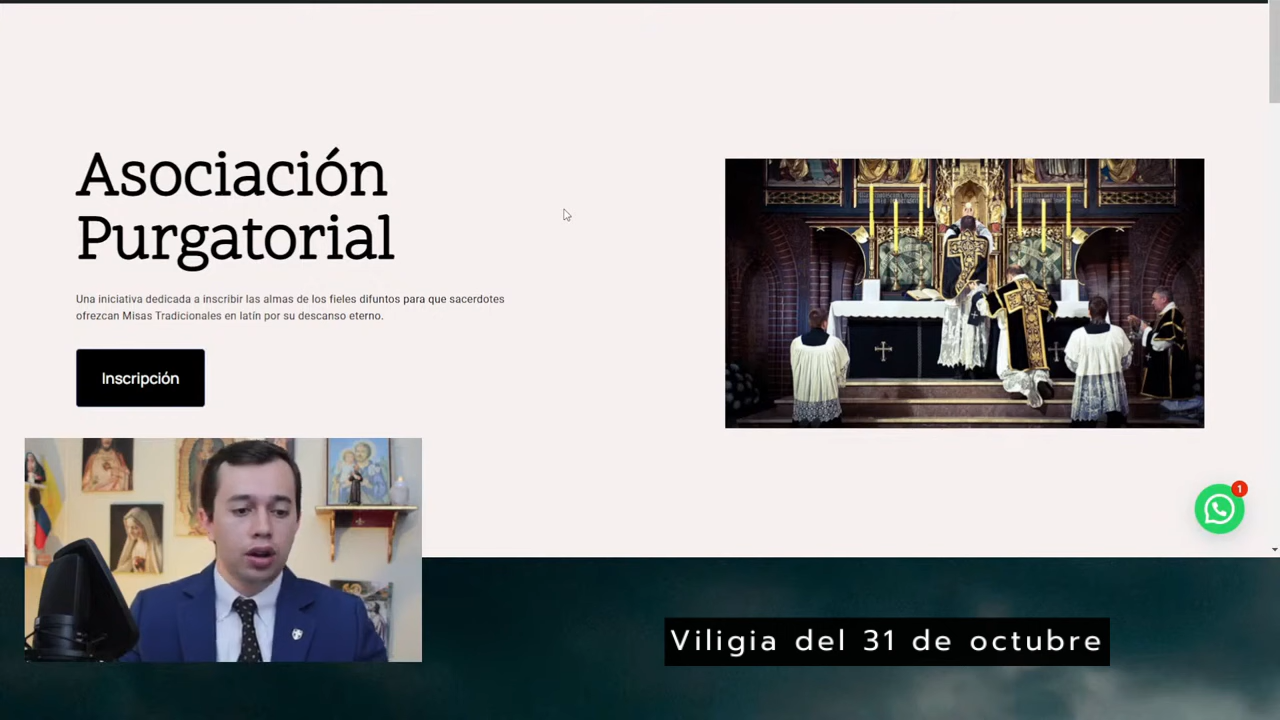 Asociación
Purgatorial
Una iniciativa dedicada a inscribir las almas de los fieles difuntos para que sacerdotes
ofrezcan Misas Tradicionales en latín por su descanso eterno.
Inscripción
1
Viligia del 31 de octubre